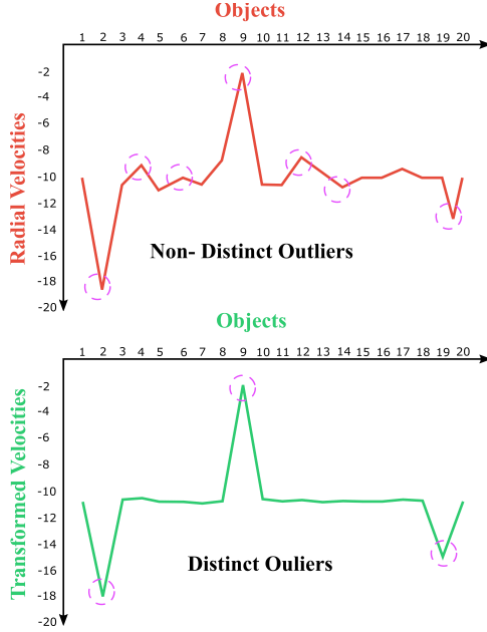 Objects
1 2 3 4 5 6 7 8 9 10 11 12 13 14 15 16 17 18 19 20
-2
-4
-6
-8
-10
-12
-14
-16
-18
-20
Radial Velocities
Non- Distinct Outliers
Objects
1 2 3 4 5 6 7 8 9 10 11 12 13 14 15 16 17 18 19 20
-2
-4
-6
-8
-10
-12
-14
-16
-18
-20
Transformed Velocities
Distinct Ouliers